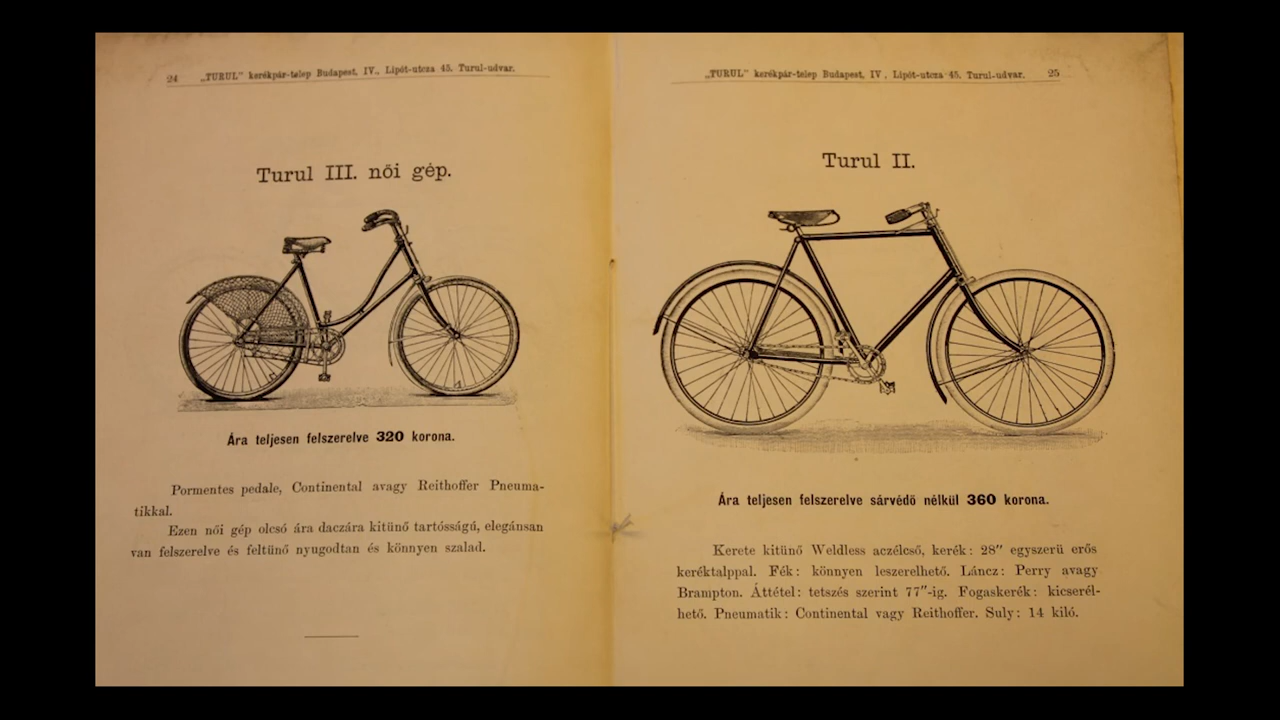 24 „TURUL” kerékpár-telep Budapest, IV., Lipót-utcza 45. Turul-udvar.
Turul III. női gép.
Ára teljesen felszerelve 320 korona.
Pormentes pedale, Continental avagy Reithoffer Pneuma-
tikkal.
Ezen női gép olcsó ára daczára kitünő tartósságú, elegánsan
van felszerelve és feltünő nyugodtan és könnyen szalad.
„TURUL” kerékpár-telep Budapest, IV, Lipót-utcza 45. Turul-udvar. 25
Turul II.
Ára teljesen felszerelve sárvédő nélkül 360 korona.
Kerete kitünő Weldless aczélcső, kerék: 28″ egyszerü erős
keréktalppal. Fék: könnyen leszerelhető. Láncz: Perry avagy
Brampton. Áttétel: tetszés szerint 77″-ig. Fogaskerék: kicserél-
hető. Pneumatik: Continental vagy Reithoffer. Suly: 14 kiló.